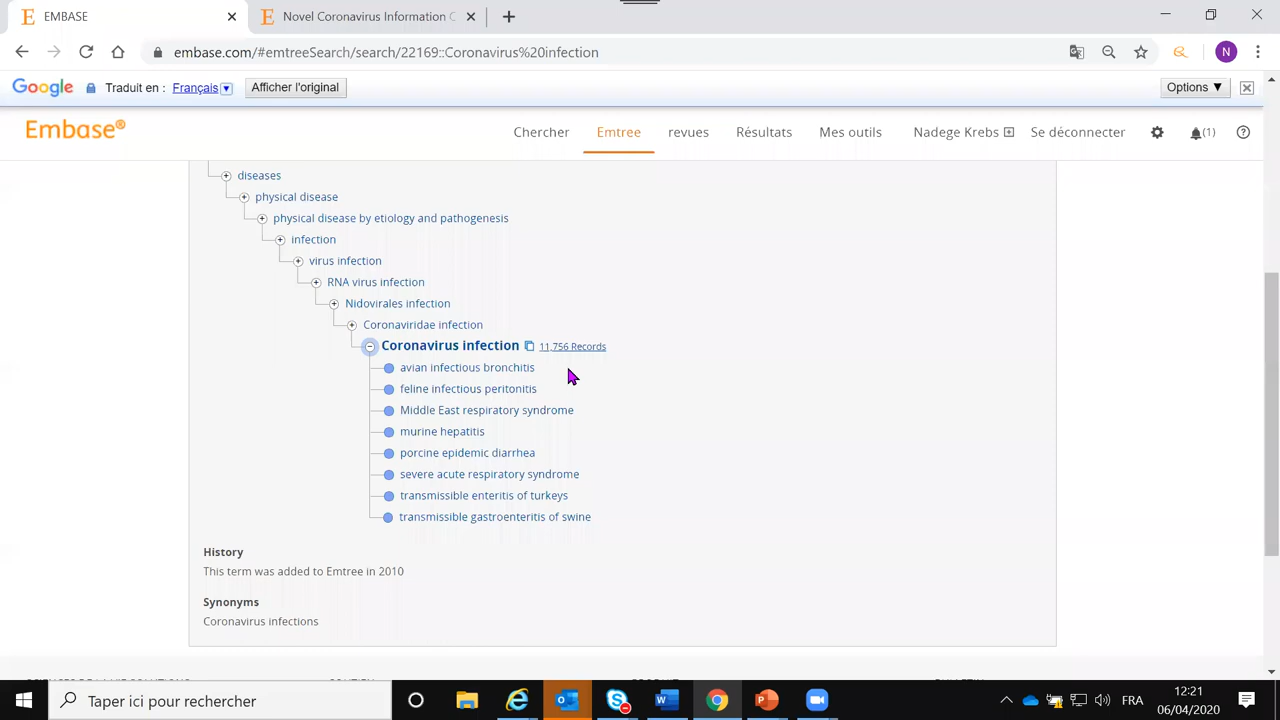 EMBASE
Novel Coronavirus Information C
embase.com/#emtreeSearch/search/22169::Coronavirus%20infection
N
Google
Traduit en :
Français
Afficher l'original
Options ▼
Embase®
Chercher
Emtree
revues
Résultats
Mes outils
Nadege Krebs
Se déconnecter
(1)
diseases
physical disease
physical disease by etiology and pathogenesis
infection
virus infection
RNA virus infection
Nidovirales infection
Coronaviridae infection
Coronavirus infection 11,756 Records
avian infectious bronchitis
feline infectious peritonitis
Middle East respiratory syndrome
murine hepatitis
porcine epidemic diarrhea
severe acute respiratory syndrome
transmissible enteritis of turkeys
transmissible gastroenteritis of swine
History
This term was added to Emtree in 2010
Synonyms
Coronavirus infections
Taper ici pour rechercher
FRA
12:21
06/04/2020